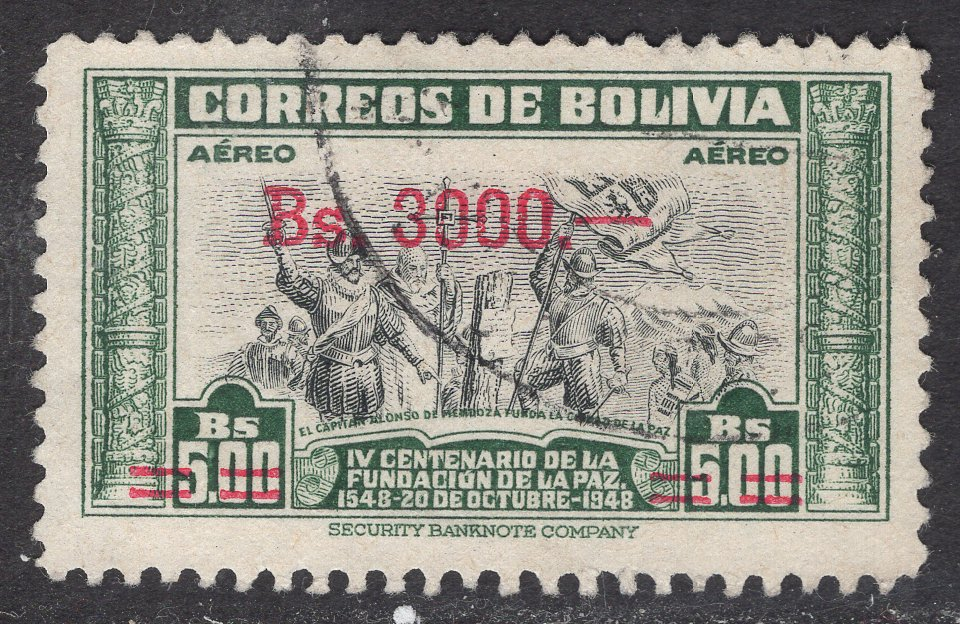 CORREOS DE BOLIVIA
AÉREO AÉREO
Bs. 3000.—
EL CAPITAN ALONSO DE MENDOZA FUNDA LA CIUDAD DE LA PAZ
Bs Bs
5.00 5.00
IV CENTENARIO DE LA
FUNDACIÓN DE LA PAZ.
1548-20 DE OCTUBRE-1948
SECURITY BANKNOTE COMPANY